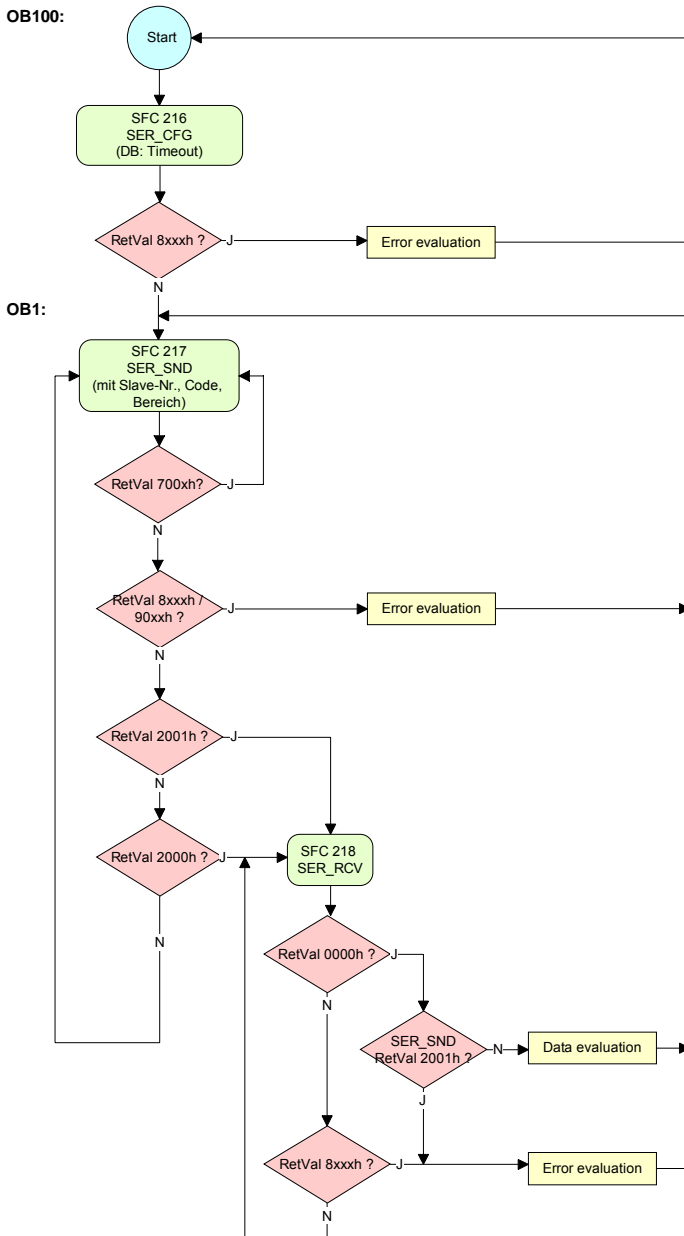 OB100:
Start
SFC 216
SER_CFG
(DB: Timeout)
RetVal 8xxxh ?
J
Error evaluation
N
OB1:
SFC 217
SER_SND
(mit Slave-Nr., Code,
Bereich)
RetVal 700xh?
J
N
RetVal 8xxxh /
90xxh ?
J
Error evaluation
N
RetVal 2001h ?
J
N
RetVal 2000h ?
J
SFC 218
SER_RCV
N
RetVal 0000h ?
J
N
SER_SND
RetVal 2001h ?
N
Data evaluation
J
RetVal 8xxxh ?
J
Error evaluation
N